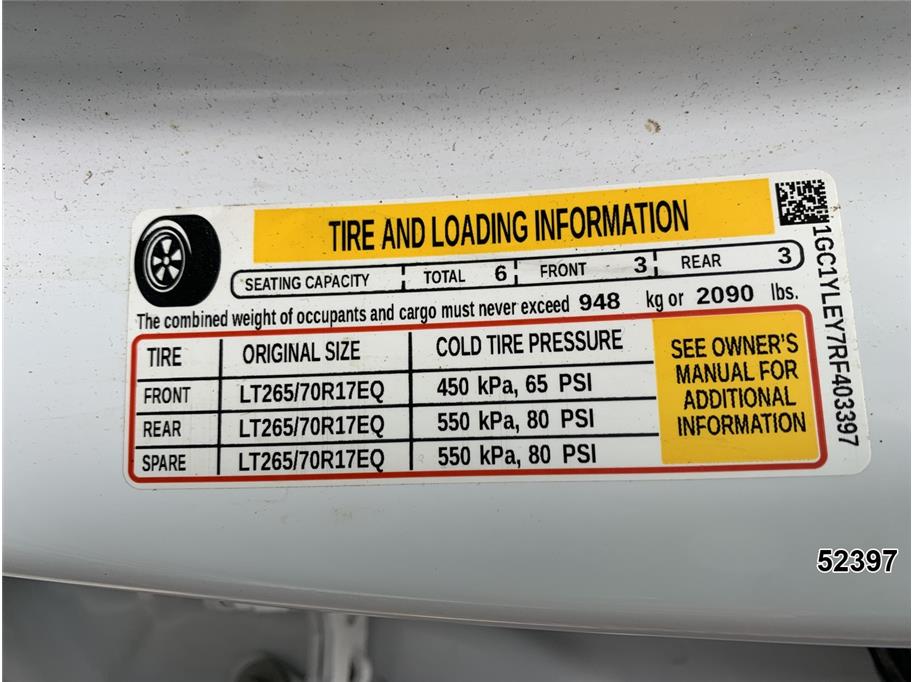 TIRE AND LOADING INFORMATION
SEATING CAPACITY TOTAL 6 FRONT 3 REAR 3
The combined weight of occupants and cargo must never exceed 948 kg or 2090 lbs.
TIRE ORIGINAL SIZE COLD TIRE PRESSURE
FRONT LT265/70R17EQ 450 kPa, 65 PSI
REAR LT265/70R17EQ 550 kPa, 80 PSI
SPARE LT265/70R17EQ 550 kPa, 80 PSI
SEE OWNER'S
MANUAL FOR
ADDITIONAL
INFORMATION
1GC1YLEY7RF403397
52397